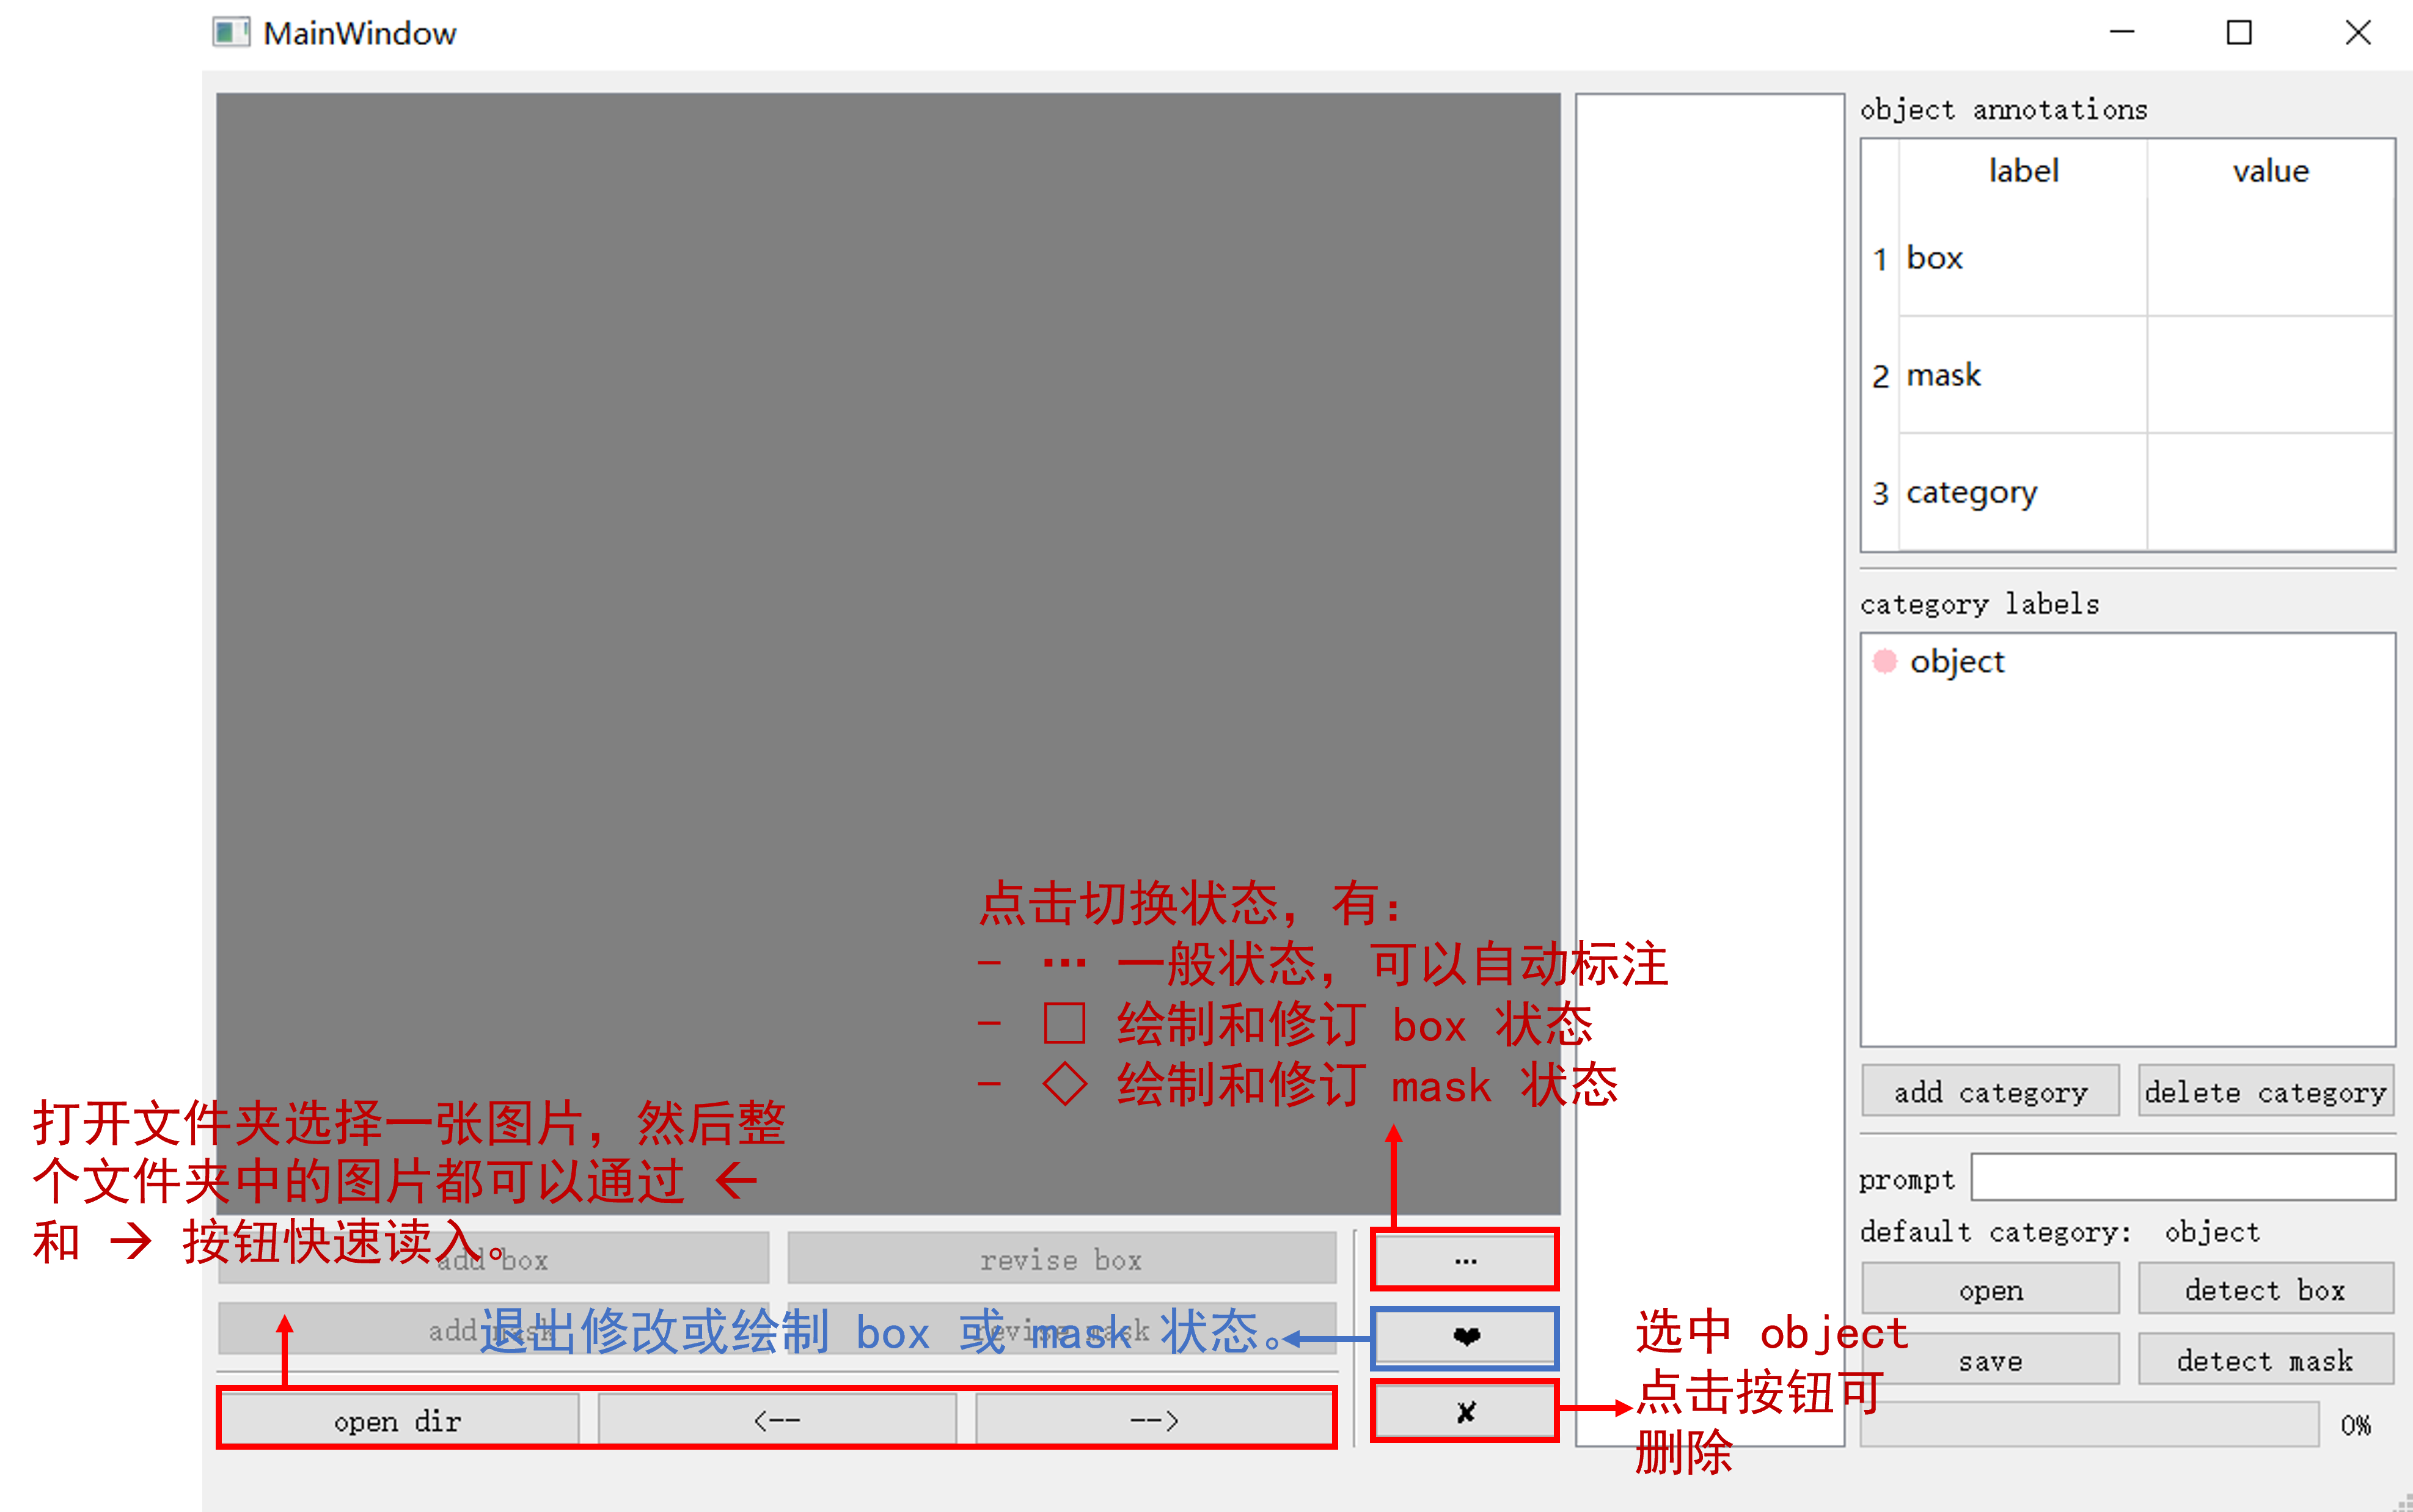 MainWindow
object annotations
label value
1 box
2 mask
3 category
category labels
object
add category delete category
prompt
default category: object
open detect box
save detect mask
0%
点击切换状态，有：
- … 一般状态，可以自动标注
- □ 绘制和修订 box 状态
- ◇ 绘制和修订 mask 状态
打开文件夹选择一张图片，然后整
个文件夹中的图片都可以通过 ←
和 → 按钮快速读入。
add box revise box …
add mask revise mask ❤
退出修改或绘制 box 或 mask 状态。
open dir <-- --> ✘
选中 object
点击按钮可
删除